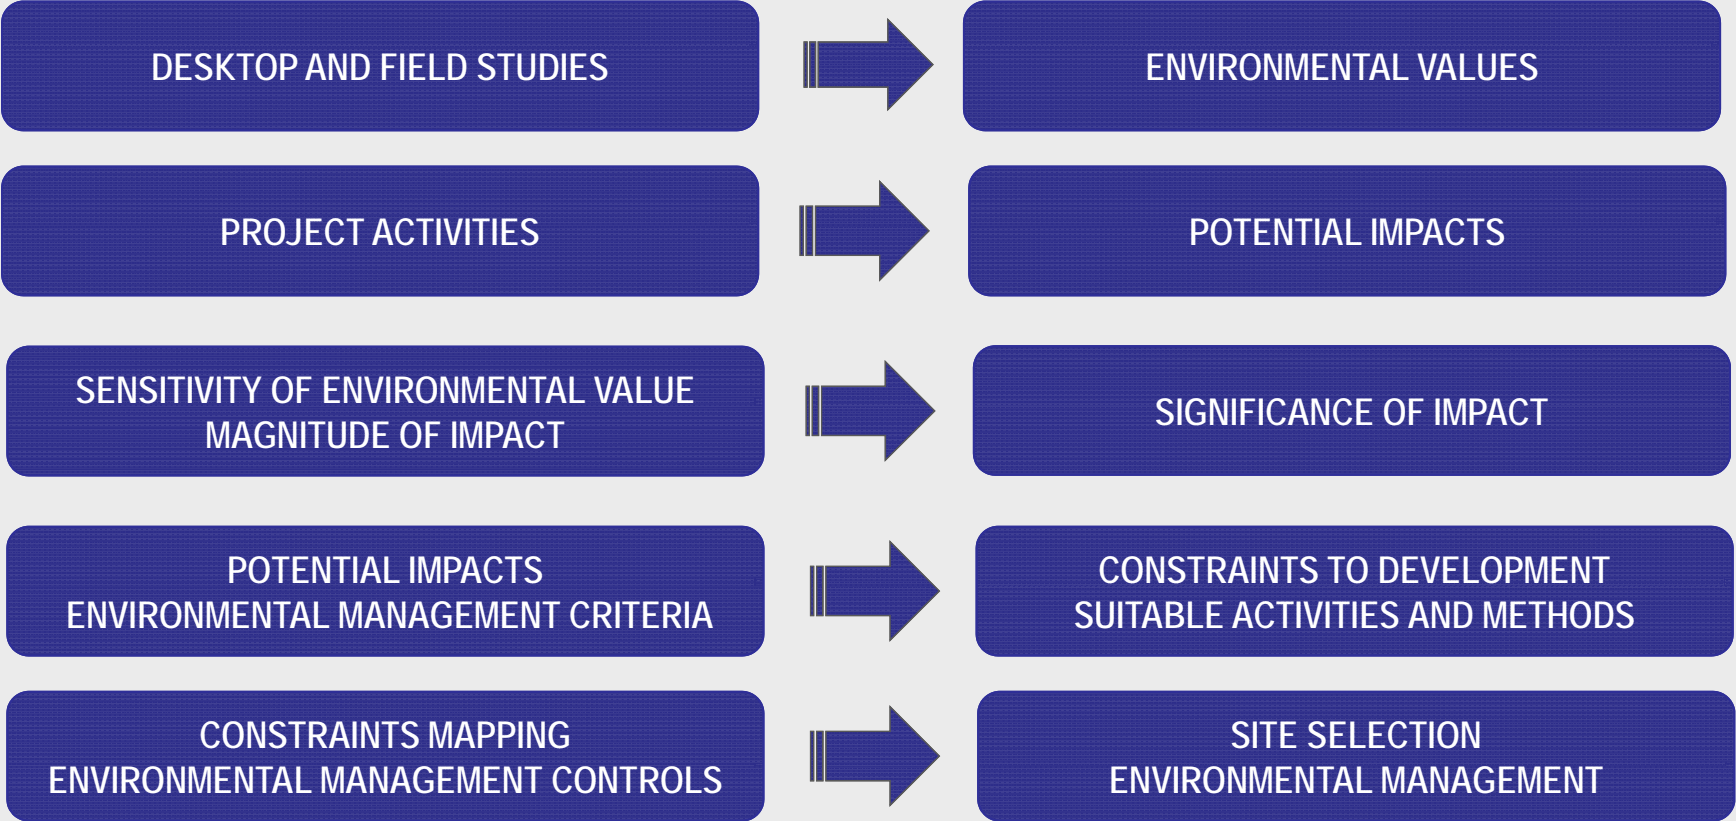 DESKTOP AND FIELD STUDIES
ENVIRONMENTAL VALUES
PROJECT ACTIVITIES
POTENTIAL IMPACTS
SENSITIVITY OF ENVIRONMENTAL VALUE
MAGNITUDE OF IMPACT
SIGNIFICANCE OF IMPACT
POTENTIAL IMPACTS
ENVIRONMENTAL MANAGEMENT CRITERIA
CONSTRAINTS TO DEVELOPMENT
SUITABLE ACTIVITIES AND METHODS
CONSTRAINTS MAPPING
ENVIRONMENTAL MANAGEMENT CONTROLS
SITE SELECTION
ENVIRONMENTAL MANAGEMENT